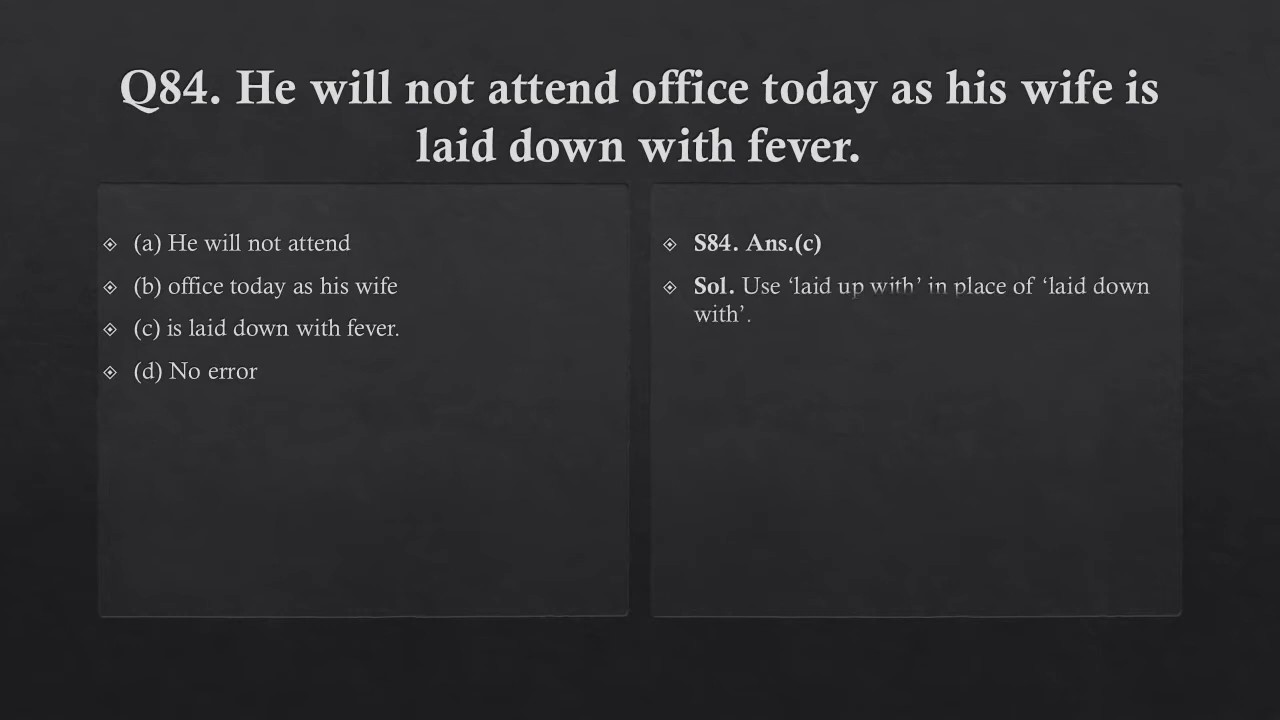 Q84. He will not attend office today as his wife is
laid down with fever.
(a) He will not attend
(b) office today as his wife
(c) is laid down with fever.
(d) No error
S84. Ans.(c)
Sol. Use ‘laid up with’ in place of ‘laid down
with’.